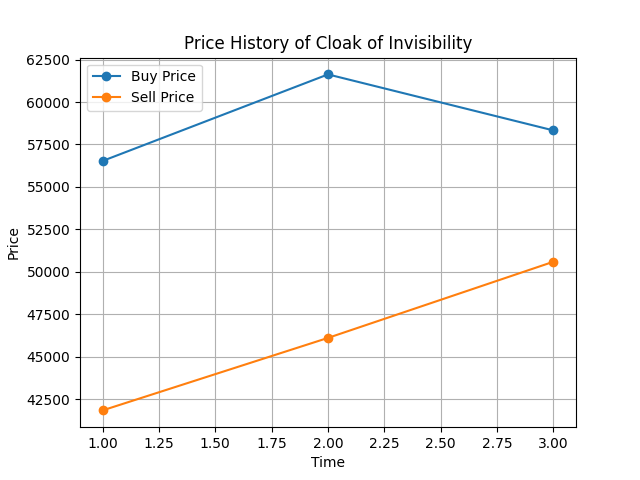 Price History of Cloak of Invisibility
Buy Price
Sell Price
62500
60000
57500
55000
52500
50000
47500
45000
42500
Price
1.00 1.25 1.50 1.75 2.00 2.25 2.50 2.75 3.00
Time